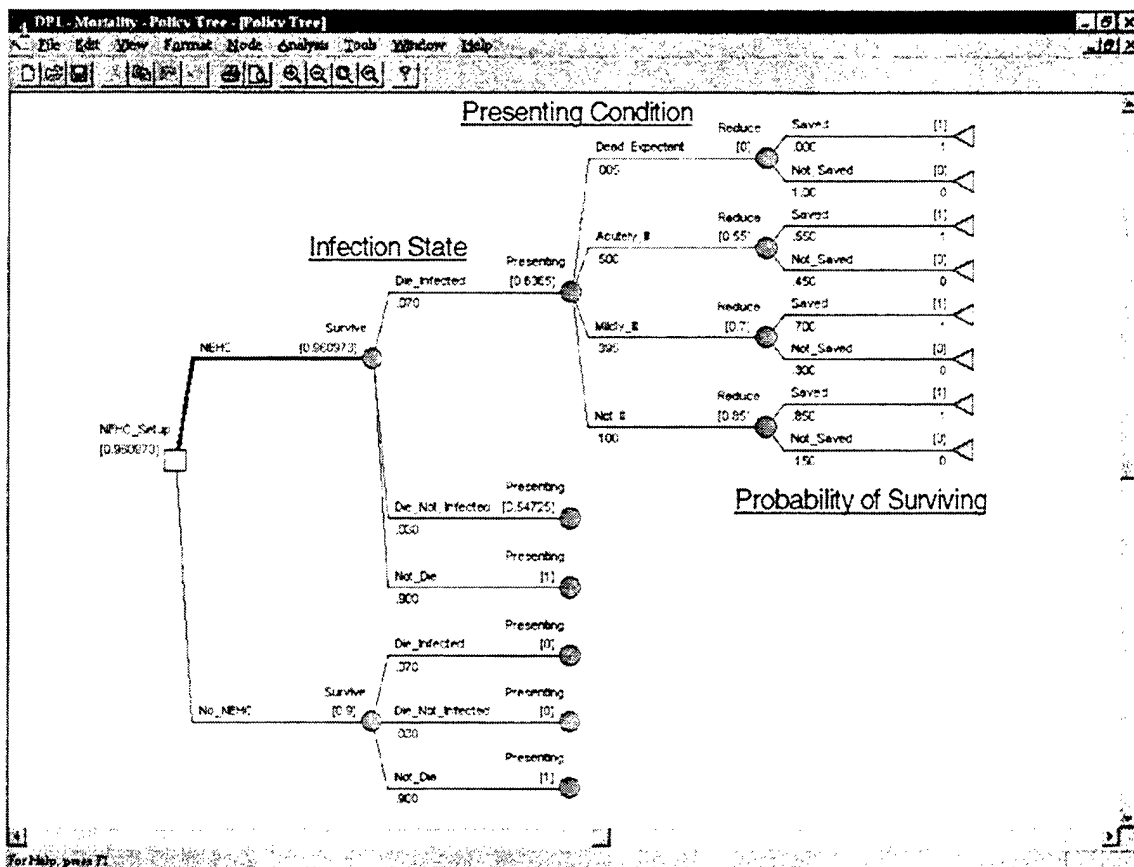 DPL - Mortality - Policy Tree - [Policy Tree]
File Edit View Format Node Analysis Tools Window Help
Presenting Condition
Infection State
Probability of Surviving
NEHC_Setup
[0.960973]
NEHC
Survive
[0.960973]
Die_Infected
.070
Presenting
[0.6365]
Dead_Expectant
.005
Reduce
[0]
Saved [1]
.000 1
Not_Saved [0]
1.00 0
Acutely_Ill
.500
Reduce
[0.55]
Saved [1]
.550 1
Not_Saved [0]
.450 0
Mildly_Ill
.395
Reduce
[0.7]
Saved [1]
.700 1
Not_Saved [0]
.300 0
Not_Ill
.100
Reduce
[0.85]
Saved [1]
.850 1
Not_Saved [0]
.150 0
Die_Not_Infected
.030
Presenting
[0.54725]
Not_Die
.900
Presenting
[1]
No_NEHC
Survive
[0.9]
Die_Infected
.070
Presenting
[0]
Die_Not_Infected
.030
Presenting
[0]
Not_Die
.900
Presenting
[1]
For Help, press F1